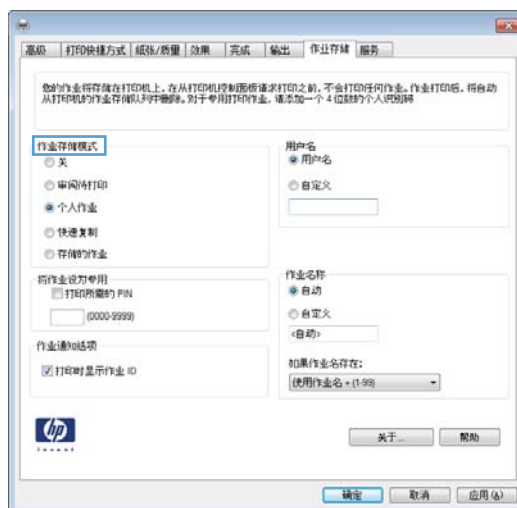 高级 打印快捷方式 纸张/质量 效果 完成 输出 作业存储 服务
您的作业将存储在打印机上，在从打印机控制面板请求打印之前，不会打印任何作业。作业打印后，将自动
从打印机的作业存储队列中删除。对于专用打印作业，请添加一个 4 位数的个人识别码
作业存储模式
关
审阅待打印
个人作业
快速复制
存储的作业
用户名
用户名
自定义
将作业设为专用
打印所需的 PIN
(0000-9999)
作业名称
自动
自定义
<自动>
如果作业名存在:
使用作业名 + (1-99)
作业通知选项
打印时显示作业 ID
hp
invent
关于...
帮助
确定
取消
应用(A)